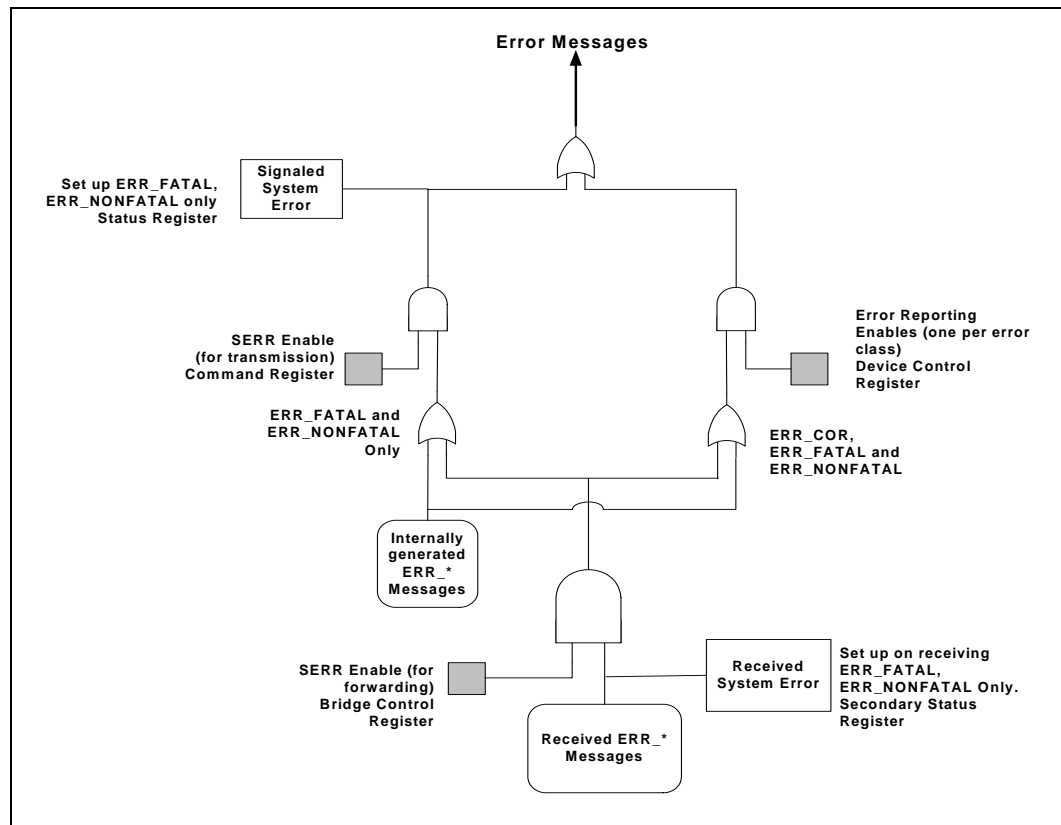 Error Messages
Signaled
System
Error
Set up ERR_FATAL,
ERR_NONFATAL only
Status Register
SERR Enable
(for transmission)
Command Register
Error Reporting
Enables (one per error
class)
Device Control
Register
ERR_FATAL and
ERR_NONFATAL
Only
ERR_COR,
ERR_FATAL and
ERR_NONFATAL
Internally
generated
ERR_*
Messages
SERR Enable (for
forwarding)
Bridge Control
Register
Received
System Error
Set up on receiving
ERR_FATAL,
ERR_NONFATAL Only.
Secondary Status
Register
Received ERR_*
Messages